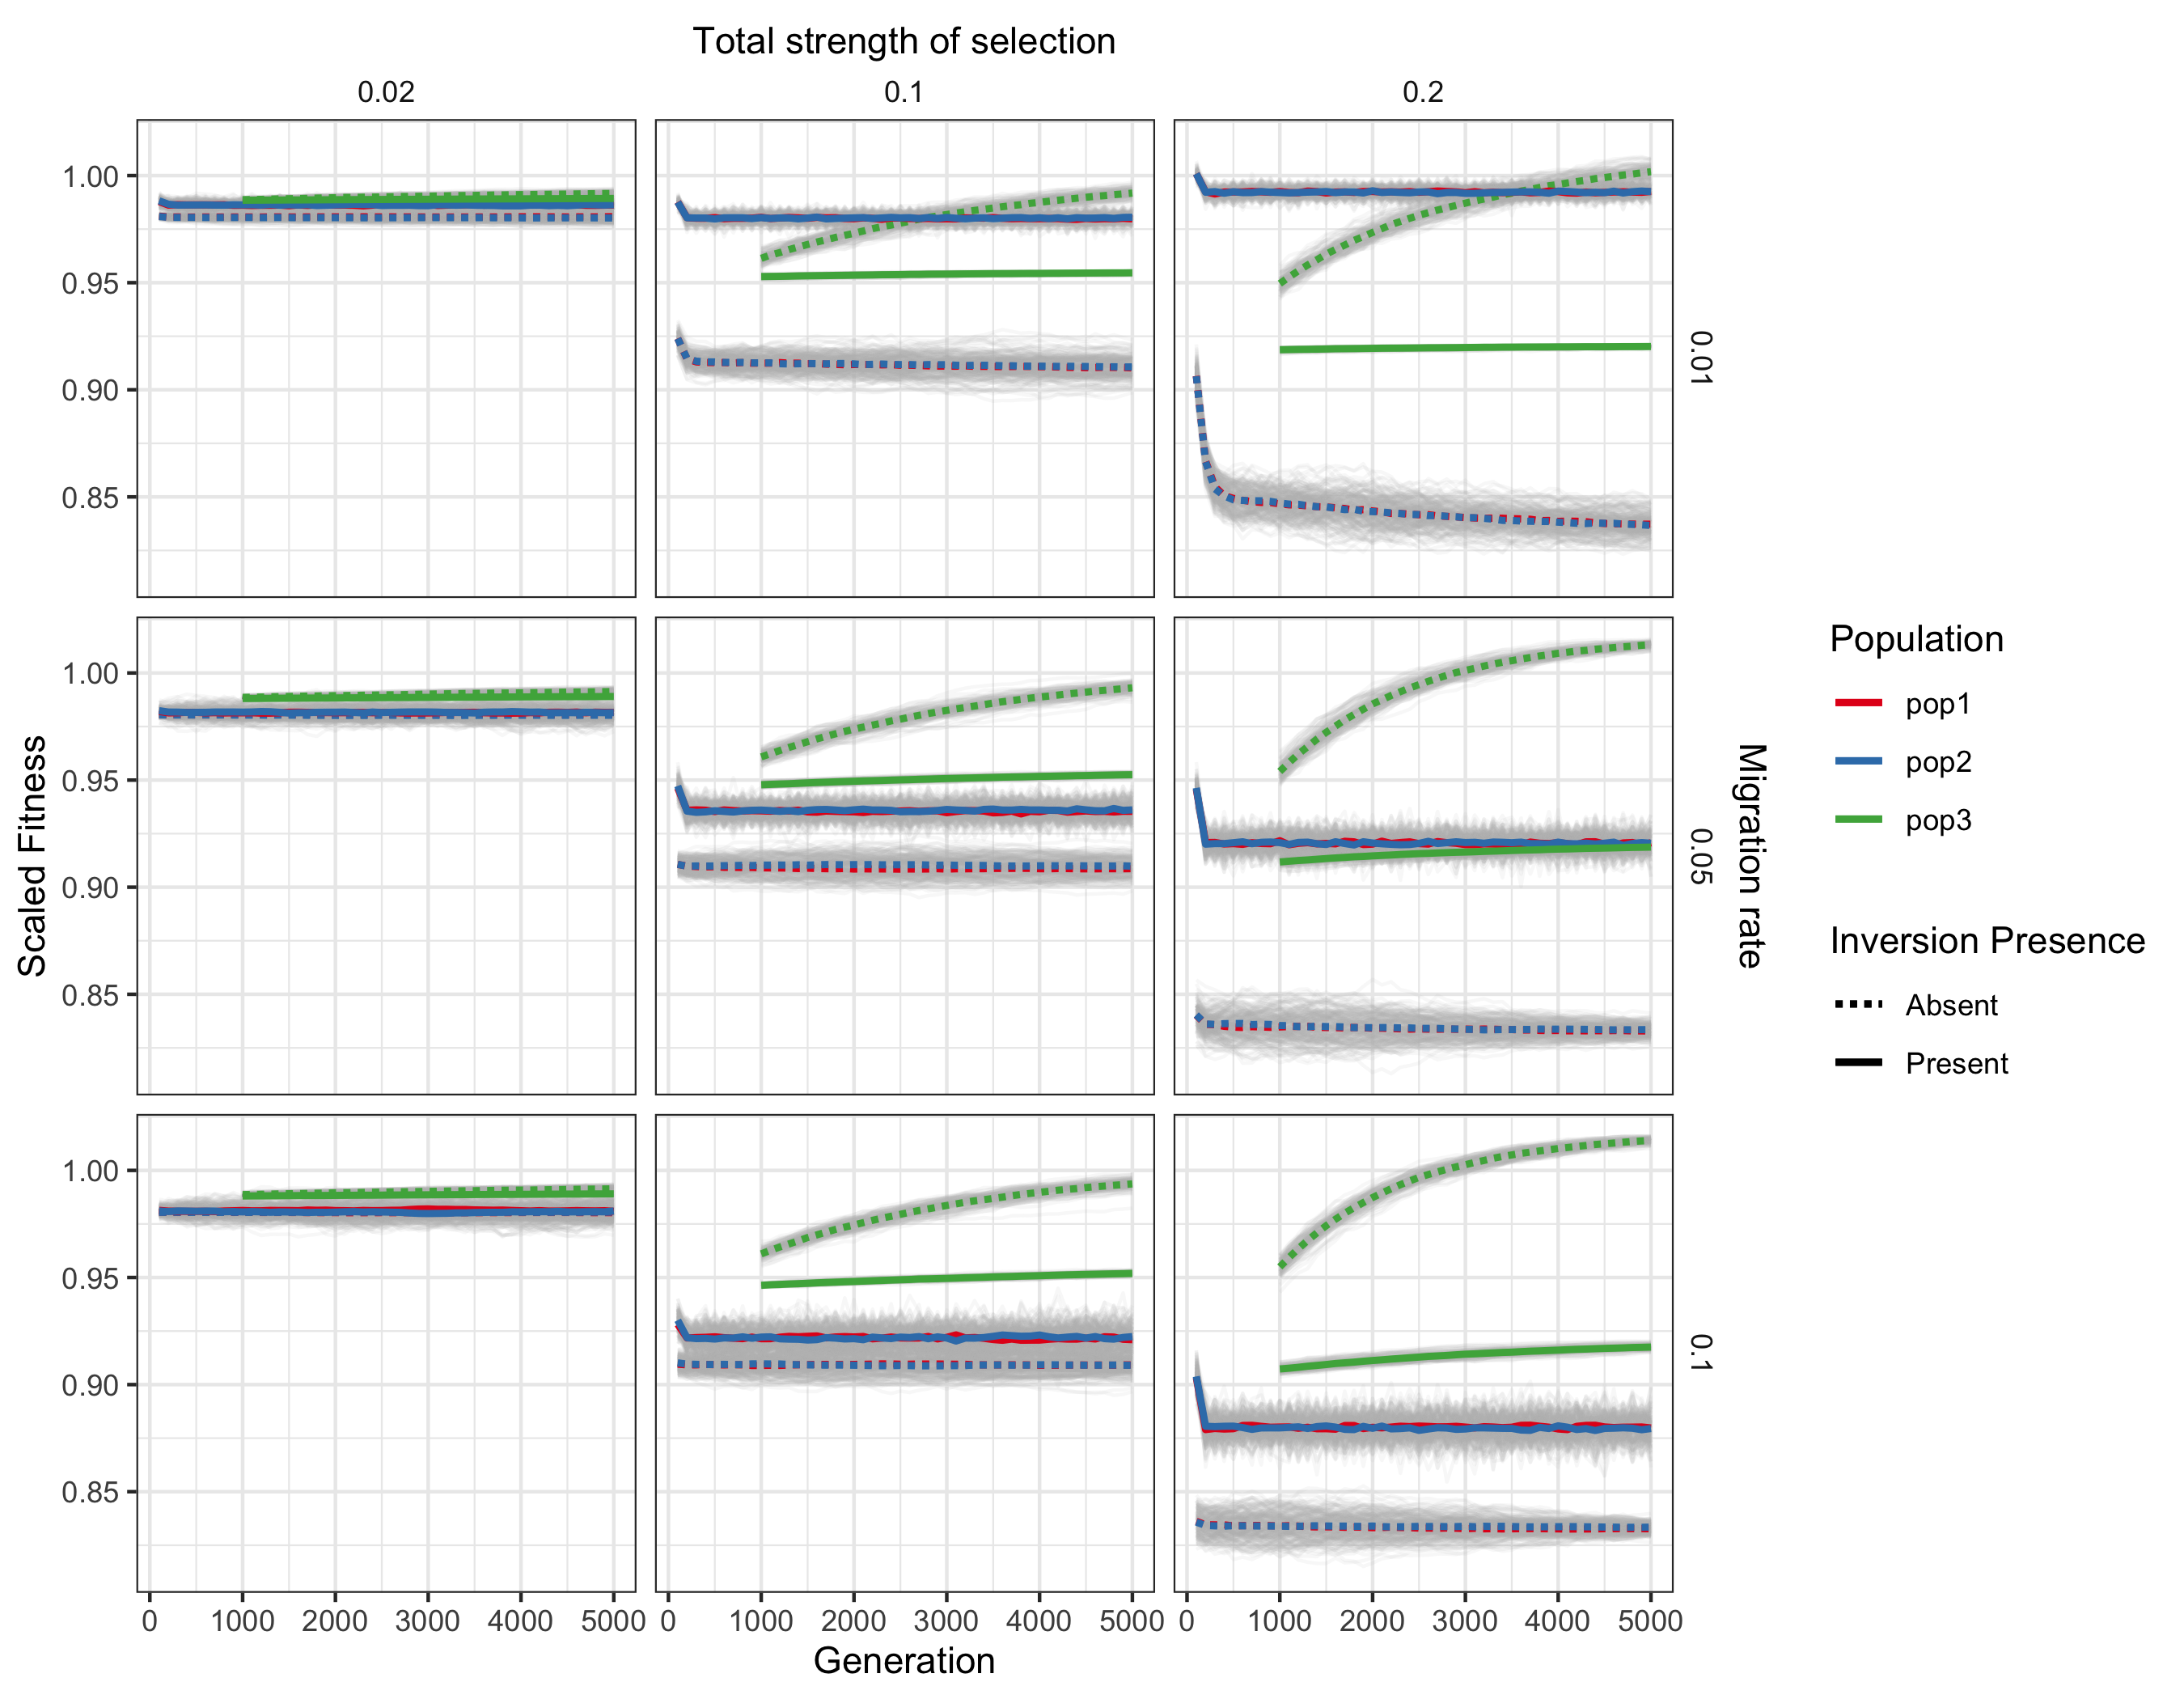 Total strength of selection
0.02 0.1 0.2
1.00
0.95
0.90
0.85
0.01
1.00
0.95
0.90
0.85
0.05
1.00
0.95
0.90
0.85
0.1
Scaled Fitness
Migration rate
0 1000 2000 3000 4000 5000 0 1000 2000 3000 4000 5000 0 1000 2000 3000 4000 5000
Generation
Population
pop1
pop2
pop3
Inversion Presence
Absent
Present